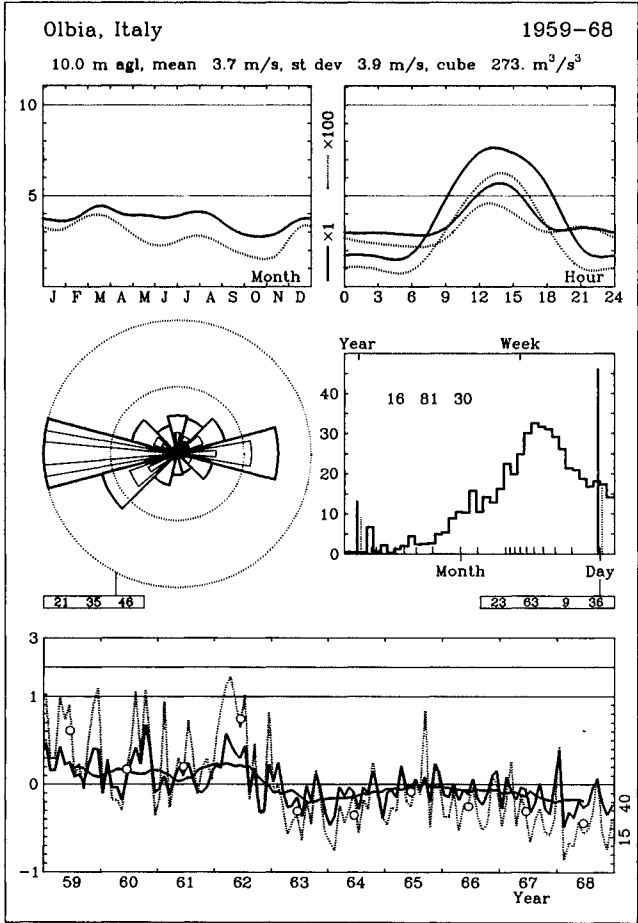 Olbia, Italy 1959–68
10.0 m agl, mean 3.7 m/s, st dev 3.9 m/s, cube 273. m³/s³
10
5
Month
J F M A M J J A S O N D
×1 ×100
Hour
0 3 6 9 12 15 18 21 24
Year Week
40
30
20
10
0
16 81 30
Month Day
21 35 46
23 63 9 36
3
1
0
-1
15 40
59 60 61 62 63 64 65 66 67 68
Year